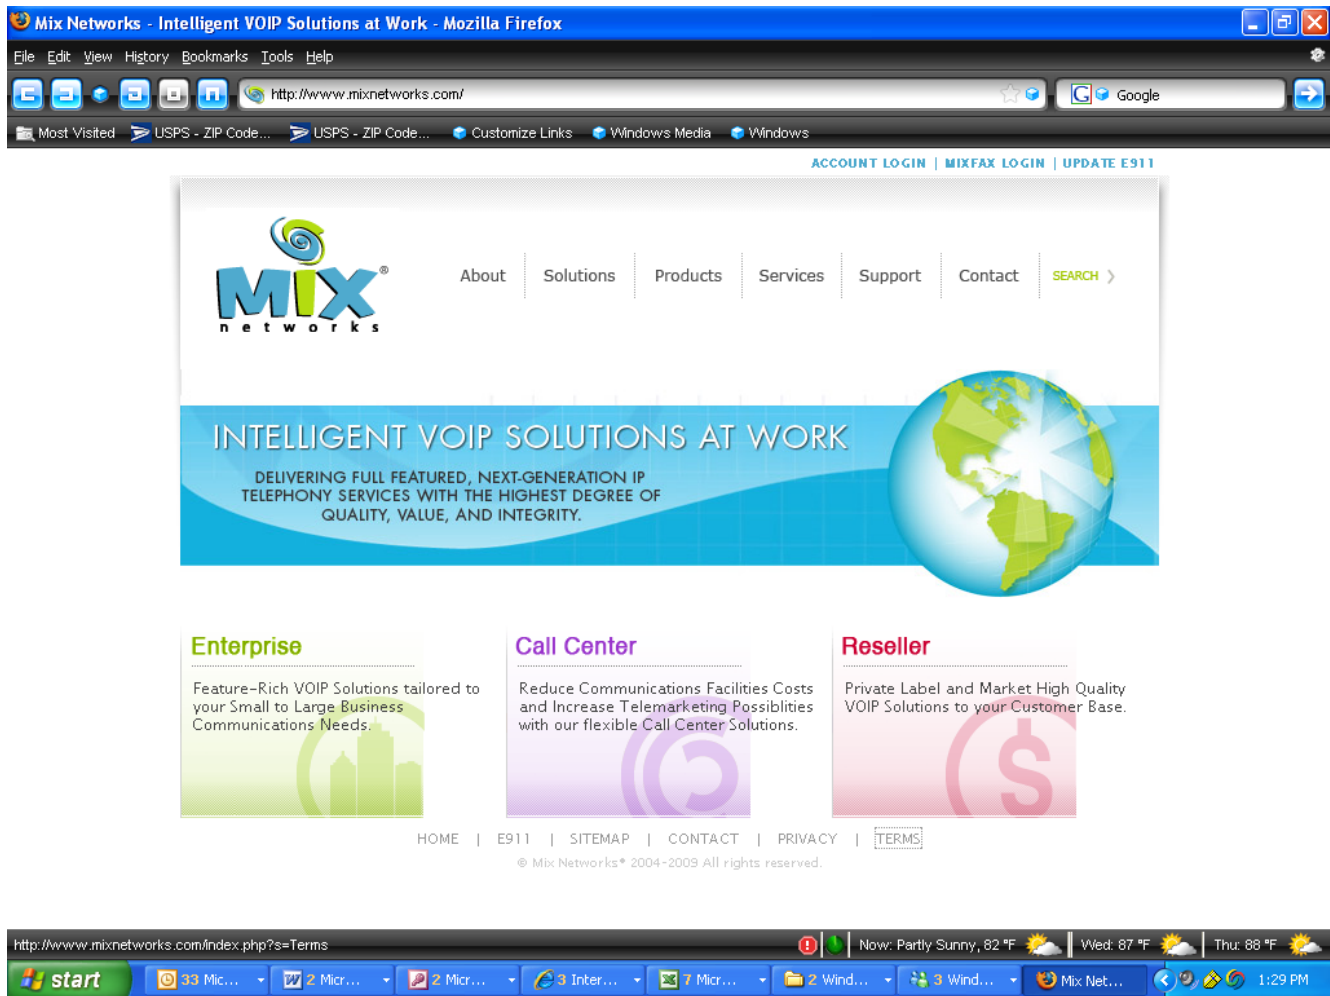 Mix Networks - Intelligent VOIP Solutions at Work - Mozilla Firefox
File Edit View History Bookmarks Tools Help
http://www.mixnetworks.com/ G Google
Most Visited USPS - ZIP Code... USPS - ZIP Code... Customize Links Windows Media Windows
ACCOUNT LOGIN | MIXFAX LOGIN | UPDATE E911
MIX®
networks
About Solutions Products Services Support Contact SEARCH
INTELLIGENT VOIP SOLUTIONS AT WORK
DELIVERING FULL FEATURED, NEXT-GENERATION IP
TELEPHONY SERVICES WITH THE HIGHEST DEGREE OF
QUALITY, VALUE, AND INTEGRITY.
Enterprise
Feature-Rich VOIP Solutions tailored to
your Small to Large Business
Communications Needs.
Call Center
Reduce Communications Facilities Costs
and Increase Telemarketing Possiblities
with our flexible Call Center Solutions.
Reseller
Private Label and Market High Quality
VOIP Solutions to your Customer Base.
HOME | E911 | SITEMAP | CONTACT | PRIVACY | TERMS
© Mix Networks® 2004-2009 All rights reserved.
http://www.mixnetworks.com/index.php?s=Terms Now: Partly Sunny, 82 °F Wed: 87 °F Thu: 88 °F
start 33 Mic... 2 Micr... 2 Micr... 3 Inter... 7 Micr... 2 Wind... 3 Wind... Mix Net... 1:29 PM